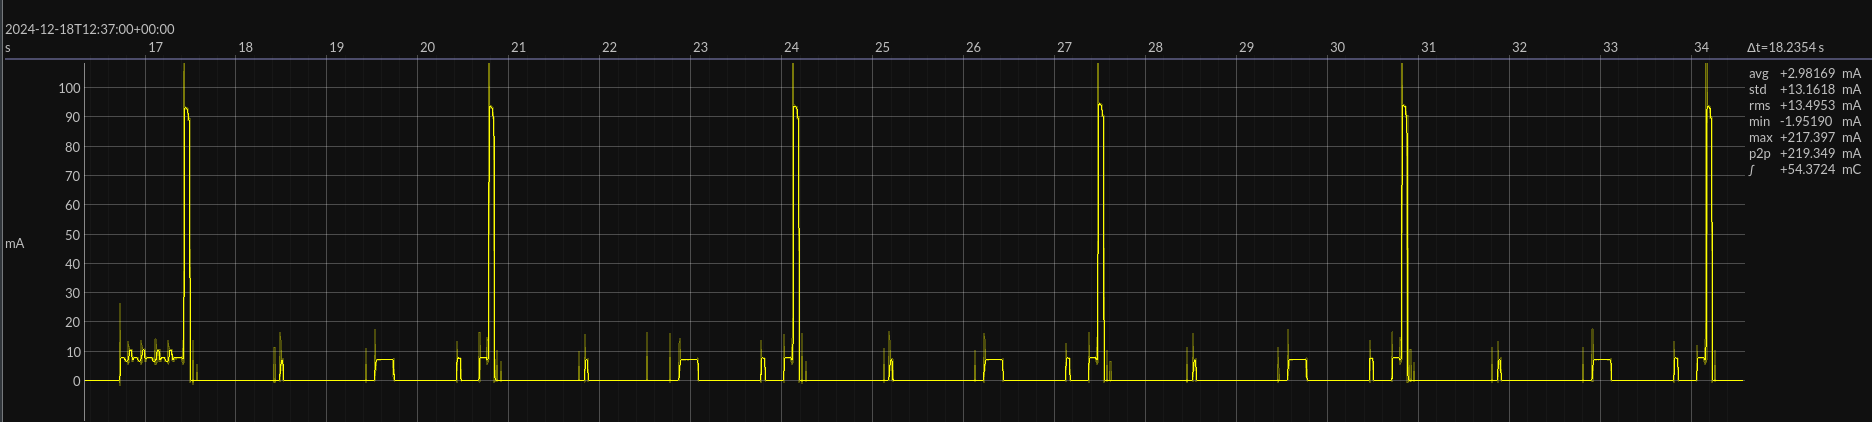 2024-12-18T12:37:00+00:00
s 17 18 19 20 21 22 23 24 25 26 27 28 29 30 31 32 33 34 Δt=18.2354 s
avg +2.98169 mA
std +13.1618 mA
rms +13.4953 mA
min -1.95190 mA
max +217.397 mA
p2p +219.349 mA
∫ +54.3724 mC
100
90
80
70
60
50
mA
40
30
20
10
0